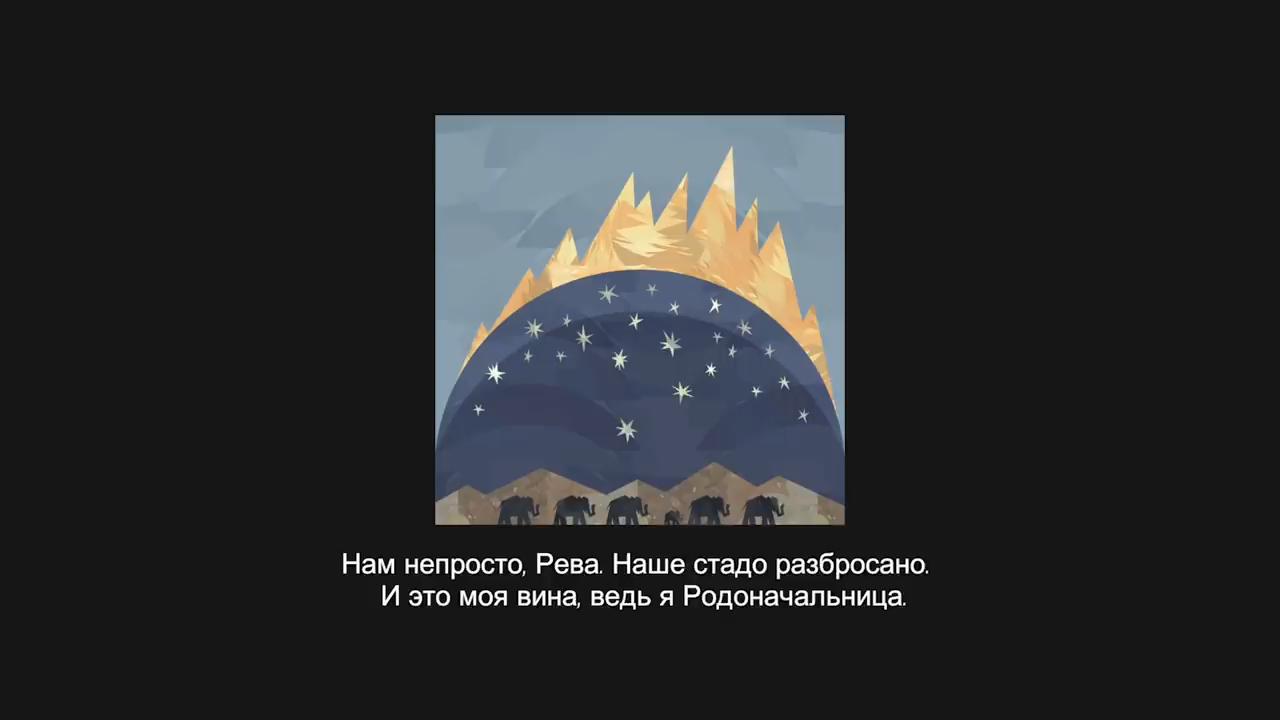 Нам непросто, Рева. Наше стадо разбросано.
И это моя вина, ведь я Родоначальница.